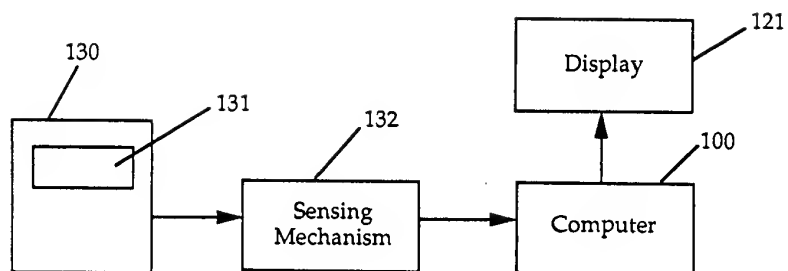 121
130
Display
131
132
100
Sensing
Mechanism
Computer